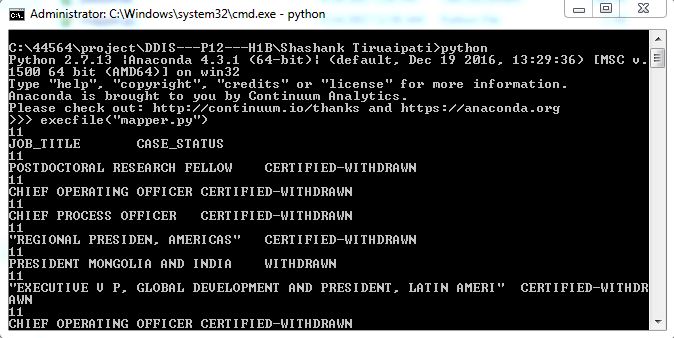 Administrator: C:\Windows\system32\cmd.exe - python
C:\44564\project\DDIS---P12---H1B\Shashank Tiruaipati>python
Python 2.7.13 |Anaconda 4.3.1 (64-bit)| (default, Dec 19 2016, 13:29:36) [MSC v.
1500 64 bit (AMD64)] on win32
Type "help", "copyright", "credits" or "license" for more information.
Anaconda is brought to you by Continuum Analytics.
Please check out: http://continuum.io/thanks and https://anaconda.org
>>> execfile("mapper.py")
11
JOB_TITLE CASE_STATUS
11
POSTDOCTORAL RESEARCH FELLOW CERTIFIED-WITHDRAWN
11
CHIEF OPERATING OFFICER CERTIFIED-WITHDRAWN
11
CHIEF PROCESS OFFICER CERTIFIED-WITHDRAWN
11
"REGIONAL PRESIDEN, AMERICAS" CERTIFIED-WITHDRAWN
11
PRESIDENT MONGOLIA AND INDIA WITHDRAWN
11
"EXECUTIVE V P, GLOBAL DEVELOPMENT AND PRESIDENT, LATIN AMERI" CERTIFIED-WITHDR
AWN
11
CHIEF OPERATING OFFICER CERTIFIED-WITHDRAWN